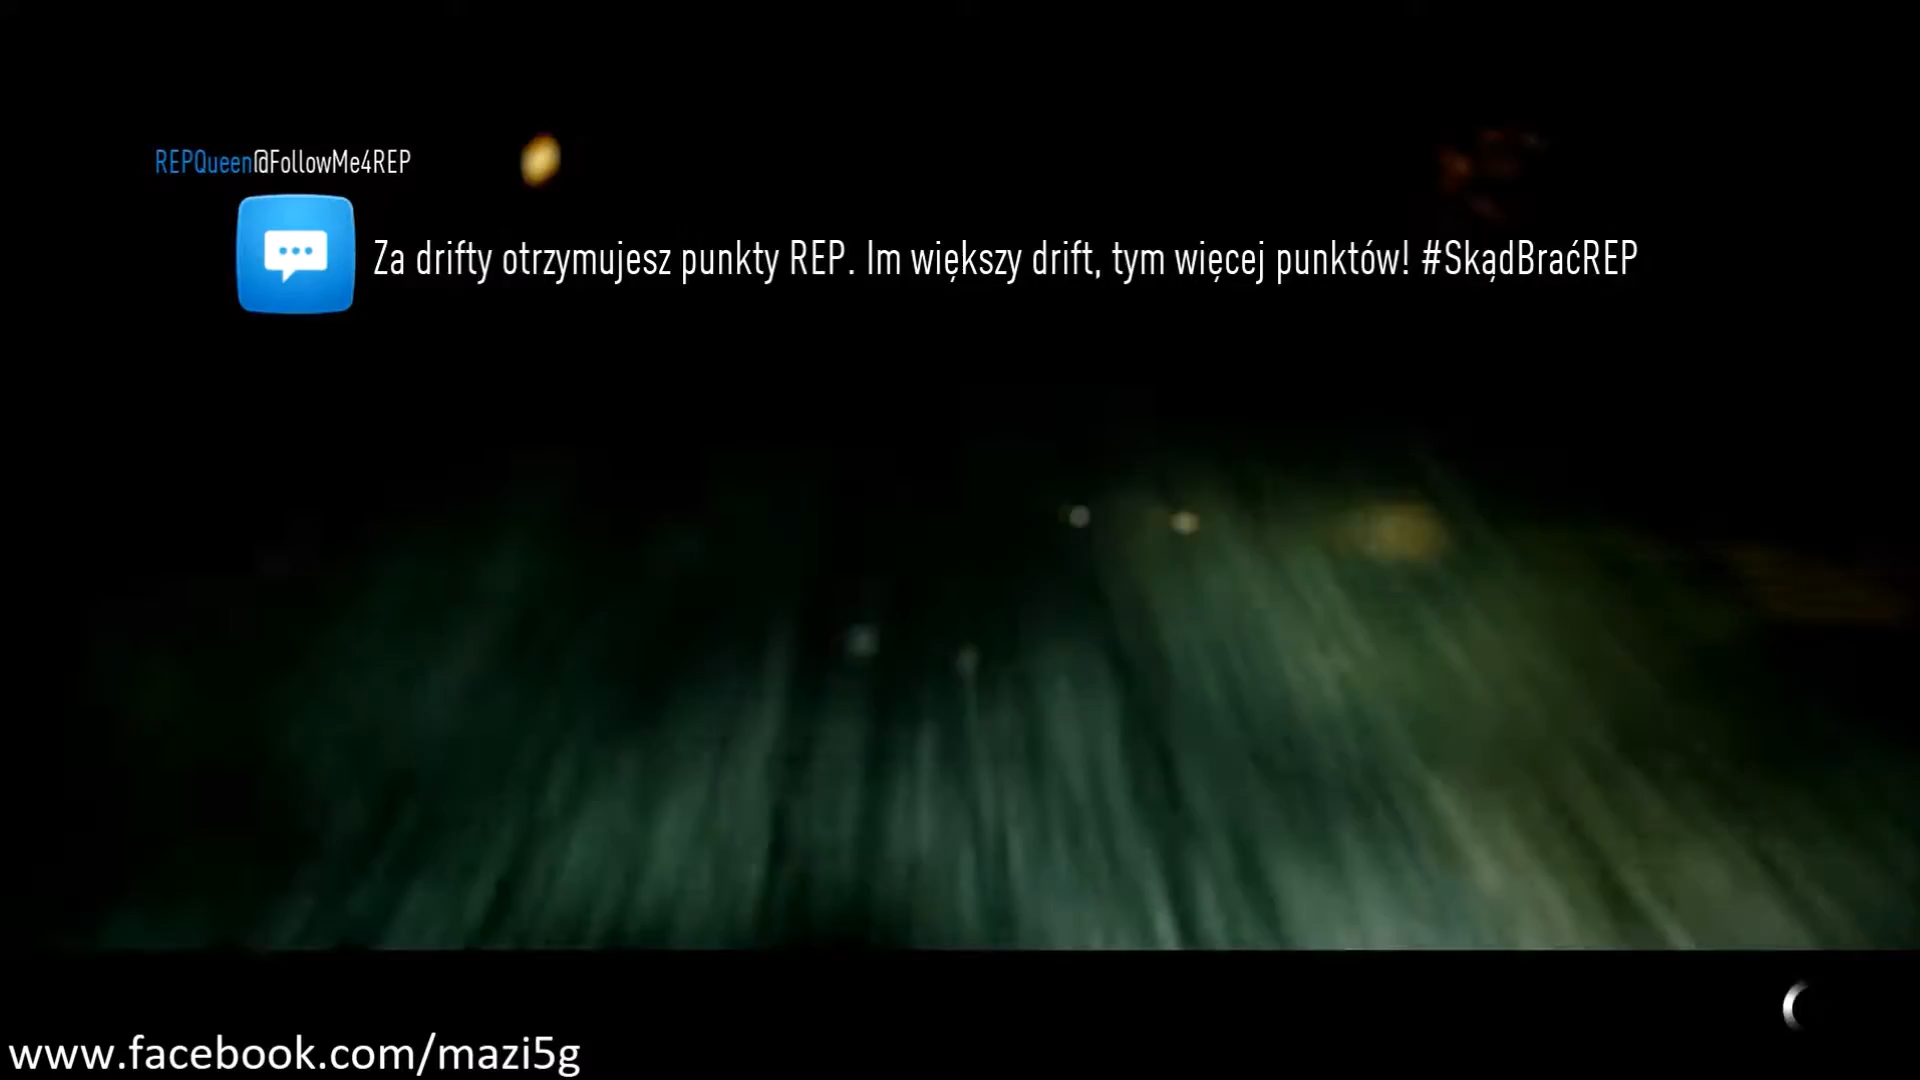 REPQueen@FollowMe4REP
Za drifty otrzymujesz punkty REP. Im większy drift, tym więcej punktów! #SkądBraćREP
www.facebook.com/mazi5g